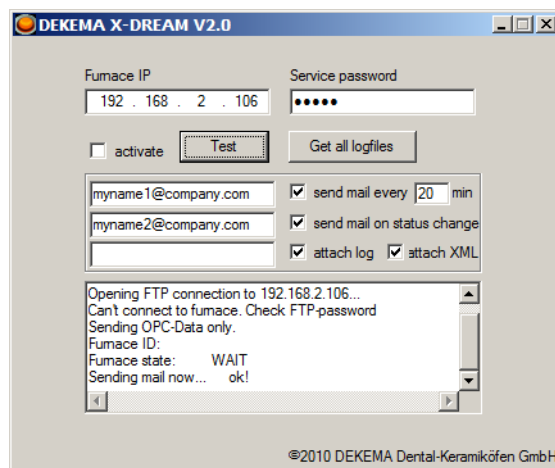 DEKEMA X-DREAM V2.0
Furnace IP Service password
192 . 168 . 2 . 106 •••••
activate Test Get all logfiles
myname1@company.com send mail every 20 min
myname2@company.com send mail on status change
attach log attach XML
Opening FTP connection to 192.168.2.106...
Can't connect to furnace. Check FTP-password
Sending OPC-Data only.
Furnace ID:
Furnace state: WAIT
Sending mail now... ok!
©2010 DEKEMA Dental-Keramiköfen GmbH